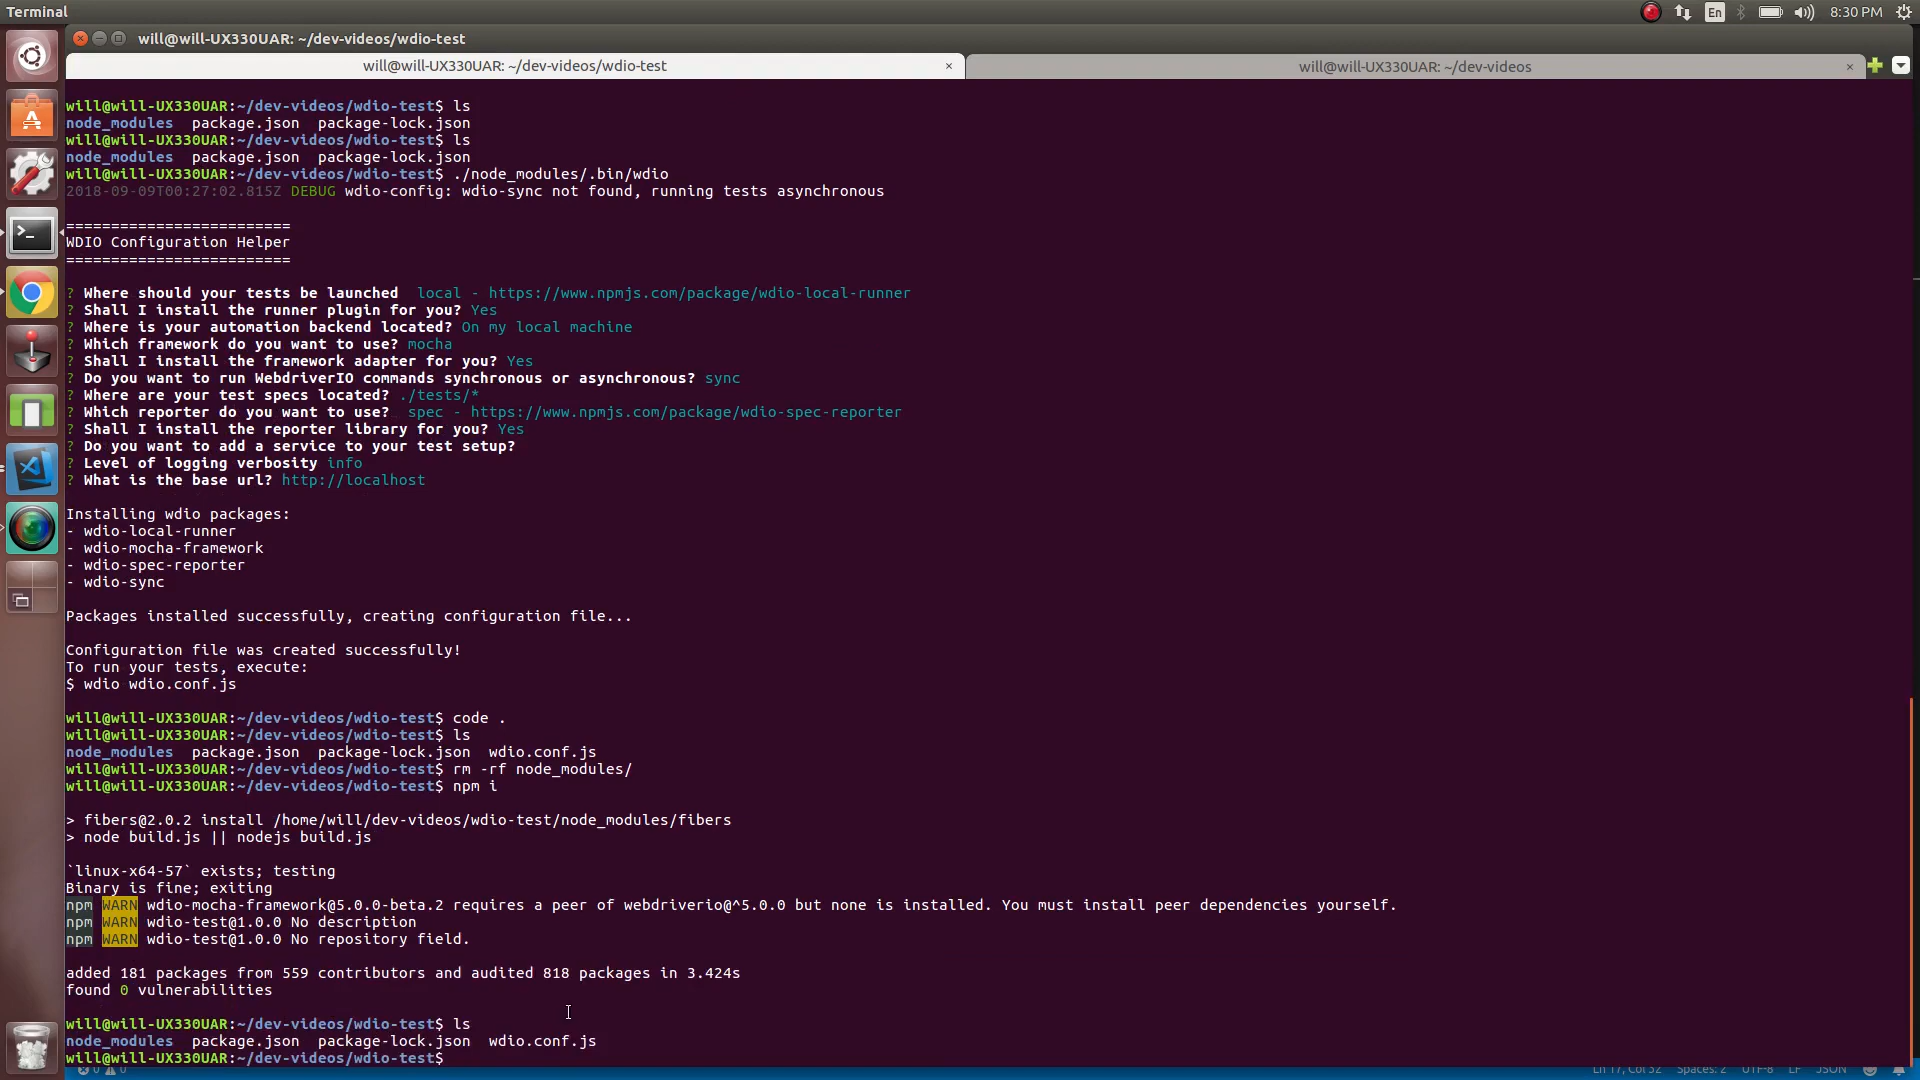 Terminal
En
8:30 PM
will@will-UX330UAR: ~/dev-videos/wdio-test
will@will-UX330UAR: ~/dev-videos/wdio-test × will@will-UX330UAR: ~/dev-videos ×
will@will-UX330UAR:~/dev-videos/wdio-test$ ls
node_modules package.json package-lock.json
will@will-UX330UAR:~/dev-videos/wdio-test$ ls
node_modules package.json package-lock.json
will@will-UX330UAR:~/dev-videos/wdio-test$ ./node_modules/.bin/wdio
2018-09-09T00:27:02.815Z DEBUG wdio-config: wdio-sync not found, running tests asynchronous
=========================
WDIO Configuration Helper
=========================
? Where should your tests be launched  local - https://www.npmjs.com/package/wdio-local-runner
? Shall I install the runner plugin for you? Yes
? Where is your automation backend located? On my local machine
? Which framework do you want to use? mocha
? Shall I install the framework adapter for you? Yes
? Do you want to run WebdriverIO commands synchronous or asynchronous? sync
? Where are your test specs located? ./tests/*
? Which reporter do you want to use?  spec - https://www.npmjs.com/package/wdio-spec-reporter
? Shall I install the reporter library for you? Yes
? Do you want to add a service to your test setup?
? Level of logging verbosity info
? What is the base url? http://localhost
Installing wdio packages:
- wdio-local-runner
- wdio-mocha-framework
- wdio-spec-reporter
- wdio-sync
Packages installed successfully, creating configuration file...
Configuration file was created successfully!
To run your tests, execute:
$ wdio wdio.conf.js
will@will-UX330UAR:~/dev-videos/wdio-test$ code .
will@will-UX330UAR:~/dev-videos/wdio-test$ ls
node_modules package.json package-lock.json wdio.conf.js
will@will-UX330UAR:~/dev-videos/wdio-test$ rm -rf node_modules/
will@will-UX330UAR:~/dev-videos/wdio-test$ npm i
> fibers@2.0.2 install /home/will/dev-videos/wdio-test/node_modules/fibers
> node build.js || nodejs build.js
`linux-x64-57` exists; testing
Binary is fine; exiting
npm WARN wdio-mocha-framework@5.0.0-beta.2 requires a peer of webdriverio@^5.0.0 but none is installed. You must install peer dependencies yourself.
npm WARN wdio-test@1.0.0 No description
npm WARN wdio-test@1.0.0 No repository field.
added 181 packages from 559 contributors and audited 818 packages in 3.424s
found 0 vulnerabilities
will@will-UX330UAR:~/dev-videos/wdio-test$ ls
node_modules package.json package-lock.json wdio.conf.js
will@will-UX330UAR:~/dev-videos/wdio-test$
0 0 Ln 17, Col 32 Spaces: 2 UTF-8 LF JSON